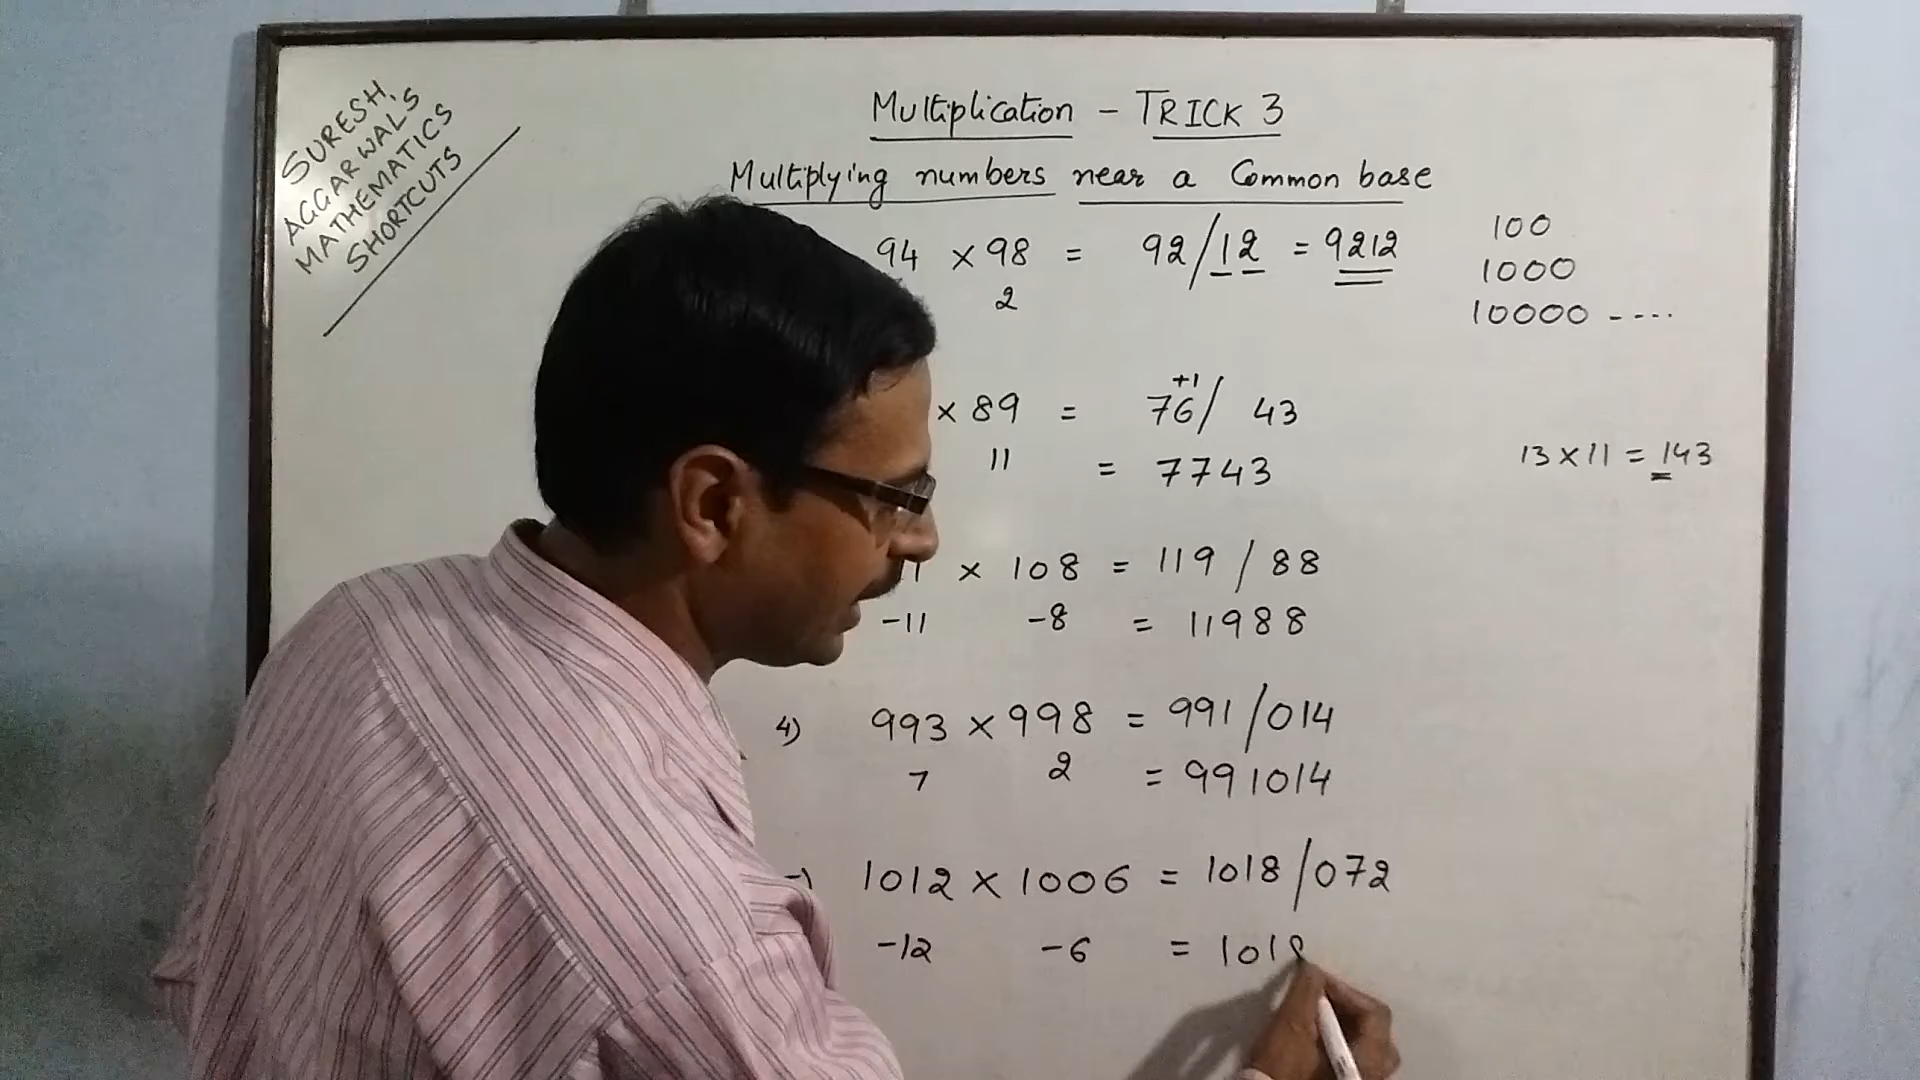 SURESH.
AGGARWAL'S
MATHEMATICS
SHORTCUTS
Multiplication - TRICK 3
Multiplying numbers near a Common base
94 × 98 = 92/12 = 9212
2
100
1000
10000 - - - -
× 89 = 76/ 43
+1
11 = 7743
13 × 11 = 143
× 108 = 119 / 88
-11 -8 = 11988
4) 993 × 998 = 991/014
7 2 = 991014
1012 × 1006 = 1018/072
-12 -6 = 1018